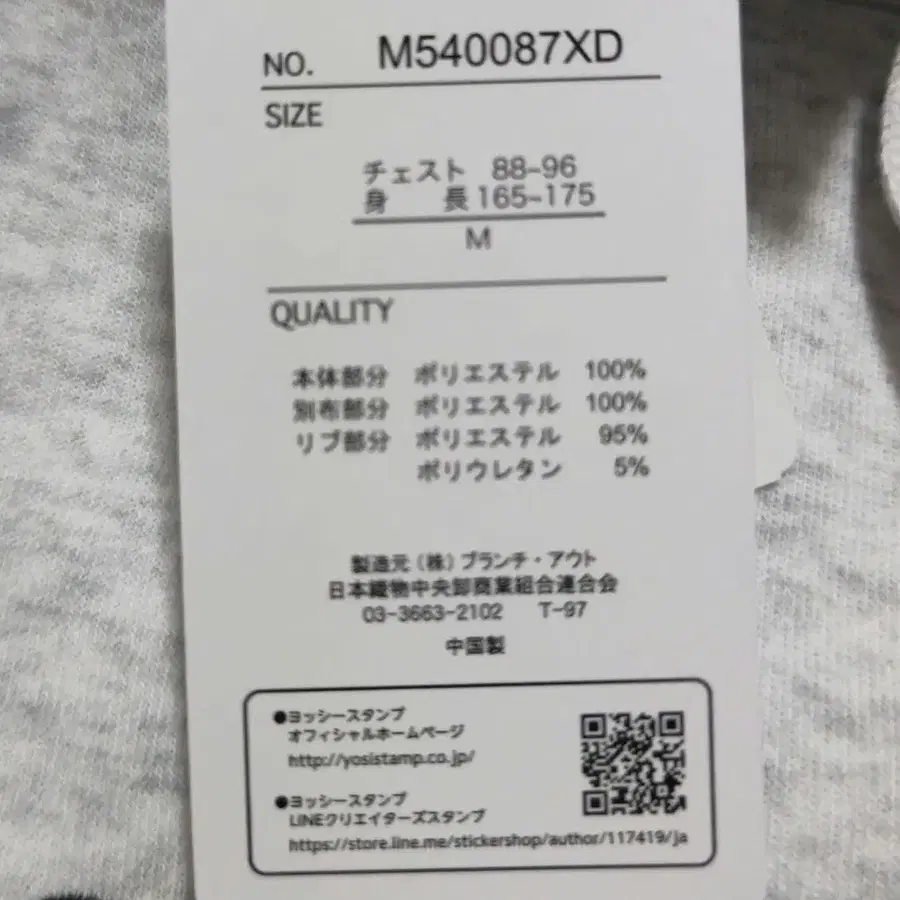 NO. M540087XD
SIZE
チェスト 88-96
身 長 165-175
M
QUALITY
本体部分 ポリエステル 100%
別布部分 ポリエステル 100%
リブ部分 ポリエステル 95%
ポリウレタン 5%
製造元(株)ブランチ・アウト
日本織物中央卸商業組合連合会
03-3663-2102 T-97
中国製
●ヨッシースタンプ
オフィシャルホームページ
http://yosistamp.co.jp/
●ヨッシースタンプ
LINEクリエイターズスタンプ
https://store.line.me/stickershop/author/117419/ja